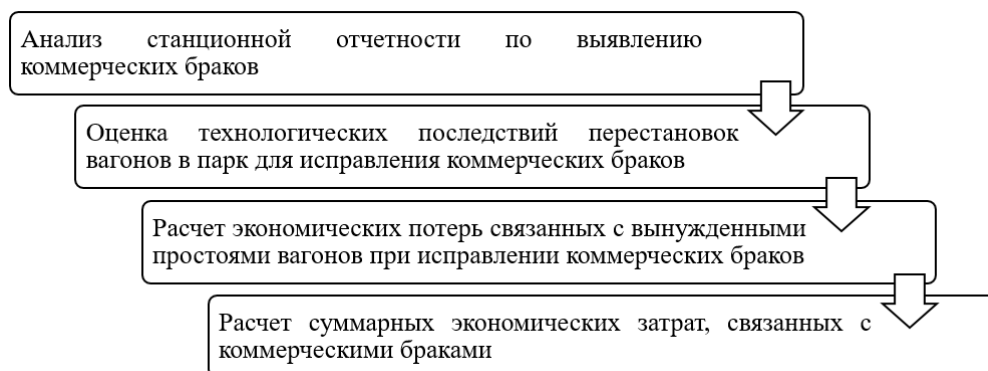 Анализ станционной отчетности по выявлению
коммерческих браков
Оценка технологических последствий перестановок
вагонов в парк для исправления коммерческих браков
Расчет экономических потерь связанных с вынужденными
простоями вагонов при исправлении коммерческих браков
Расчет суммарных экономических затрат, связанных с
коммерческими браками